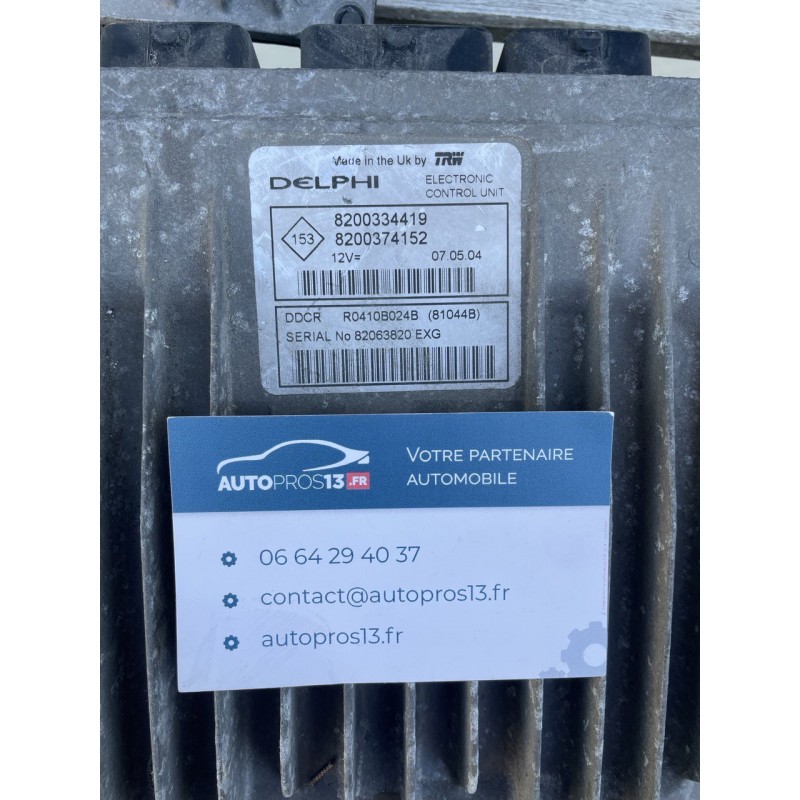 Made in the Uk by TRW
DELPHI
ELECTRONIC
CONTROL UNIT
153
8200334419
8200374152
12V=
07.05.04
DDCR R0410B024B (81044B)
SERIAL No 82063820 EXG
AUTOPROS13.FR
VOTRE PARTENAIRE
AUTOMOBILE
06 64 29 40 37
contact@autopros13.fr
autopros13.fr